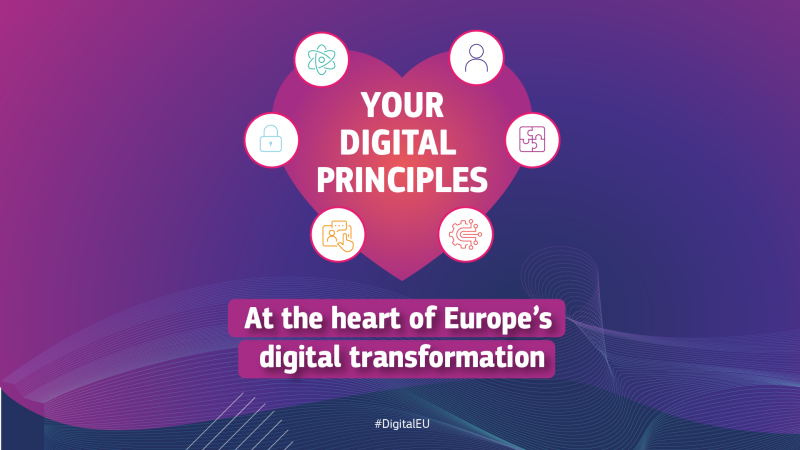 YOUR
DIGITAL
PRINCIPLES
At the heart of Europe’s
digital transformation
#DigitalEU